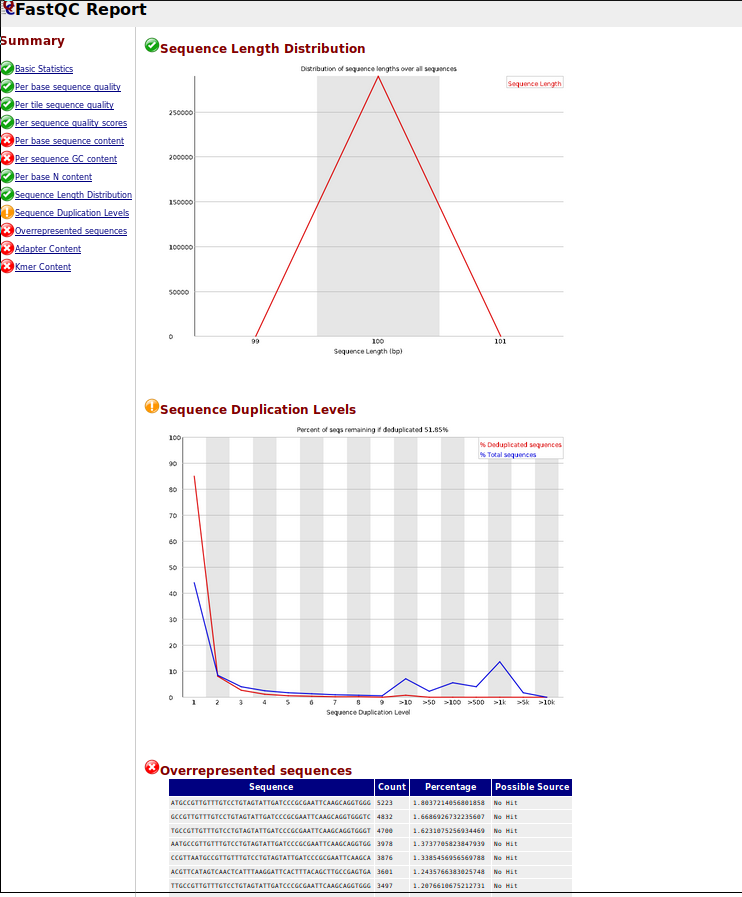 FastQC Report
Summary
Basic Statistics
Per base sequence quality
Per tile sequence quality
Per sequence quality scores
Per base sequence content
Per sequence GC content
Per base N content
Sequence Length Distribution
Sequence Duplication Levels
Overrepresented sequences
Adapter Content
Kmer Content
Sequence Length Distribution
Distribution of sequence lengths over all sequences
Sequence Length
250000
200000
150000
100000
50000
0
99 100 101
Sequence Length (bp)
Sequence Duplication Levels
Percent of seqs remaining if deduplicated 51.85%
% Deduplicated sequences
% Total sequences
100
90
80
70
60
50
40
30
20
10
0
1 2 3 4 5 6 7 8 9 >10 >50 >100 >500 >1k >5k >10k
Sequence Duplication Level
Overrepresented sequences
Sequence Count Percentage Possible Source
ATGCCGTTGTTTGTCCTGTAGTATTGATCCCGCGAATTCAAGCAGGTGGG 5223 1.8037214056801858 No Hit
GCCGTTGTTTGTCCTGTAGTATTGATCCCGCGAATTCAAGCAGGTGGGTC 4832 1.6686926732235607 No Hit
TGCCGTTGTTTGTCCTGTAGTATTGATCCCGCGAATTCAAGCAGGTGGGT 4700 1.6231075256934469 No Hit
AATGCCGTTGTTTGTCCTGTAGTATTGATCCCGCGAATTCAAGCAGGTGG 3978 1.3737705823847939 No Hit
CCGTTAATGCCGTTGTTTGTCCTGTAGTATTGATCCCGCGAATTCAAGCA 3876 1.3385456956569788 No Hit
ACGTTCATAGTCAACTCATTTAAGGATTCACTTTACAGCTTGCCGAGTGA 3601 1.2435766383025748 No Hit
TTGCCGTTGTTTGTCCTGTAGTATTGATCCCGCGAATTCAAGCAGGTGGG 3497 1.2076610675212731 No Hit